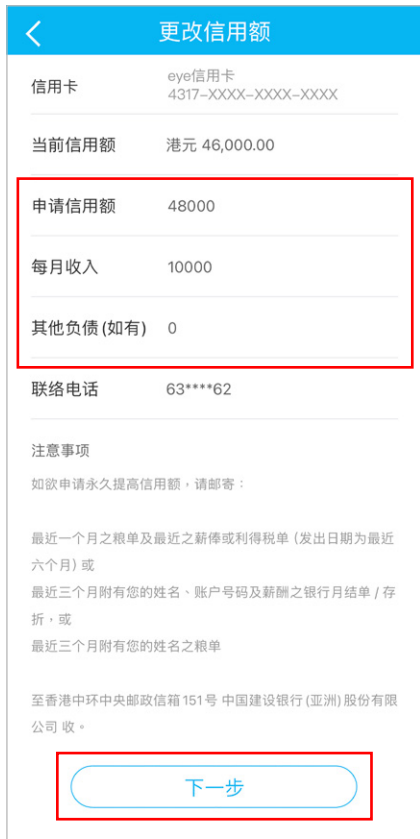 更改信用额
信用卡
eye信用卡
4317-XXXX-XXXX-XXXX
当前信用额 港元 46,000.00
申请信用额 48000
每月收入 10000
其他负债(如有) 0
联络电话 63****62
注意事项
如欲申请永久提高信用额，请邮寄：
最近一个月之粮单及最近之薪俸或利得税单 (发出日期为最近
六个月) 或
最近三个月附有您的姓名、账户号码及薪酬之银行月结单 / 存
折，或
最近三个月附有您的姓名之粮单
至香港中环中央邮政信箱151号 中国建设银行(亚洲)股份有限
公司 收。
下一步